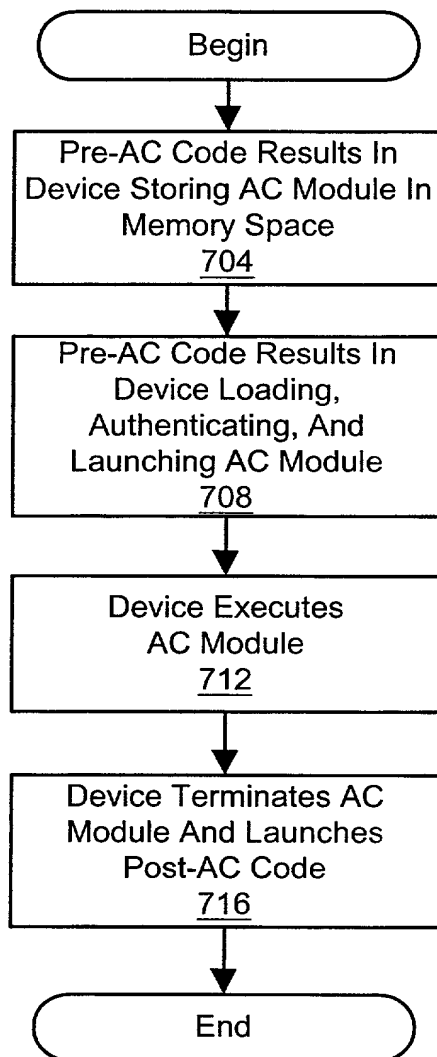 Begin
Pre-AC Code Results In
Device Storing AC Module In
Memory Space
704
Pre-AC Code Results In
Device Loading,
Authenticating, And
Launching AC Module
708
Device Executes
AC Module
712
Device Terminates AC
Module And Launches
Post-AC Code
716
End